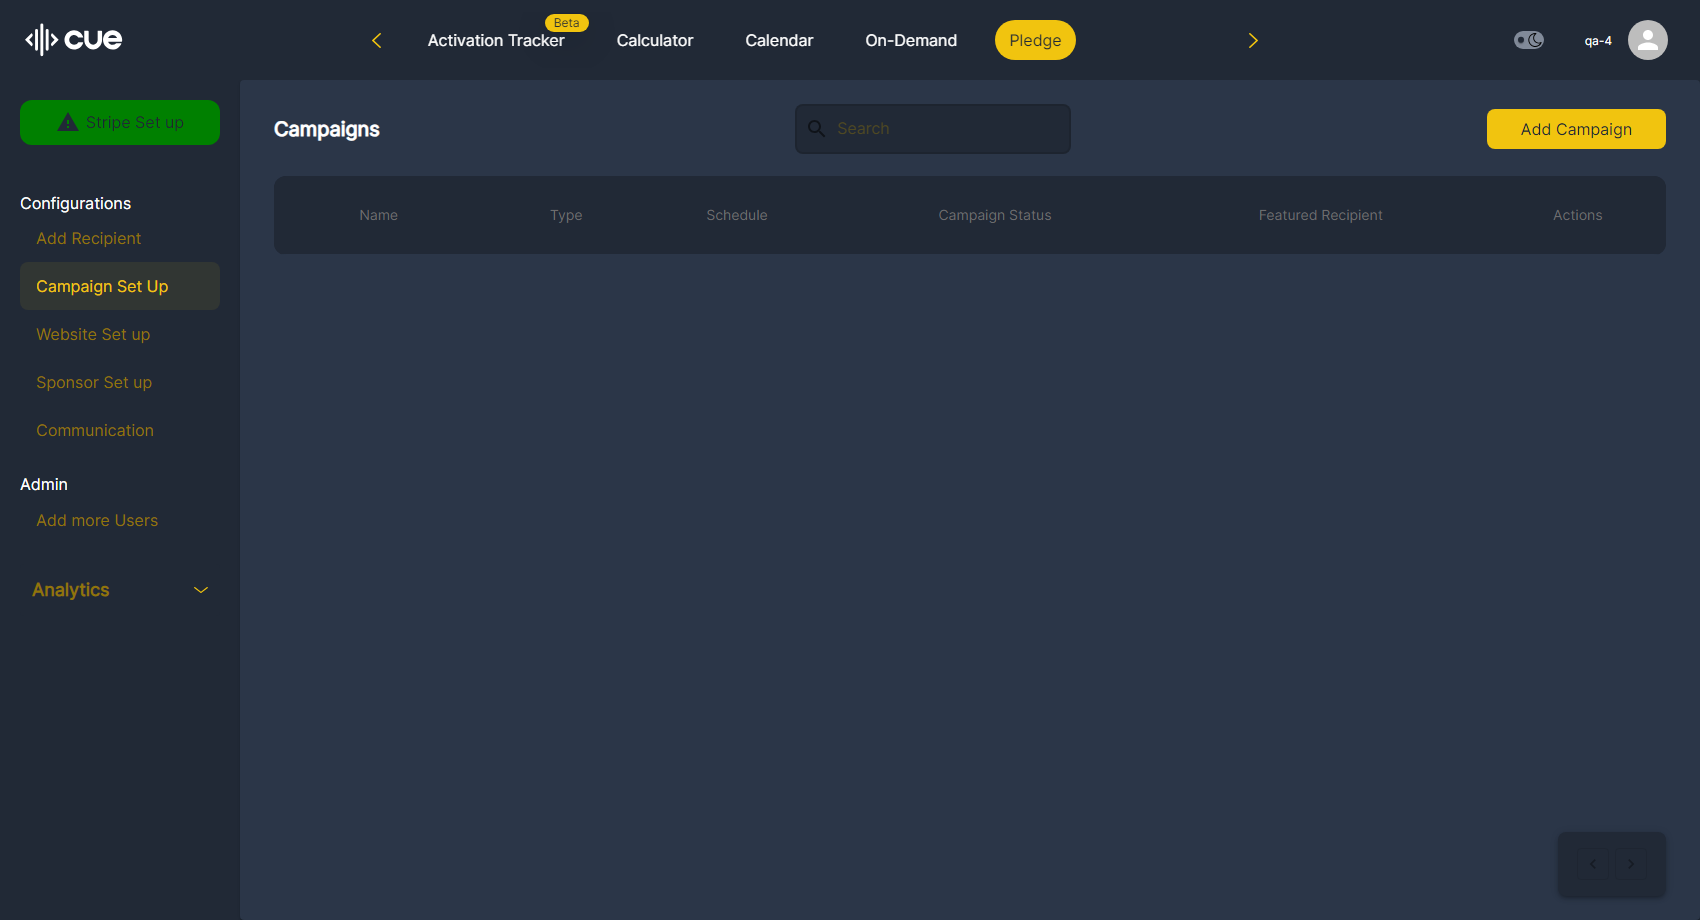 cue
Activation Tracker
Beta
Calculator
Calendar
On-Demand
Pledge
qa-4
Stripe Set up
Configurations
Add Recipient
Campaign Set Up
Website Set up
Sponsor Set up
Communication
Admin
Add more Users
Analytics
Campaigns
Search
Add Campaign
Name Type Schedule Campaign Status Featured Recipient Actions